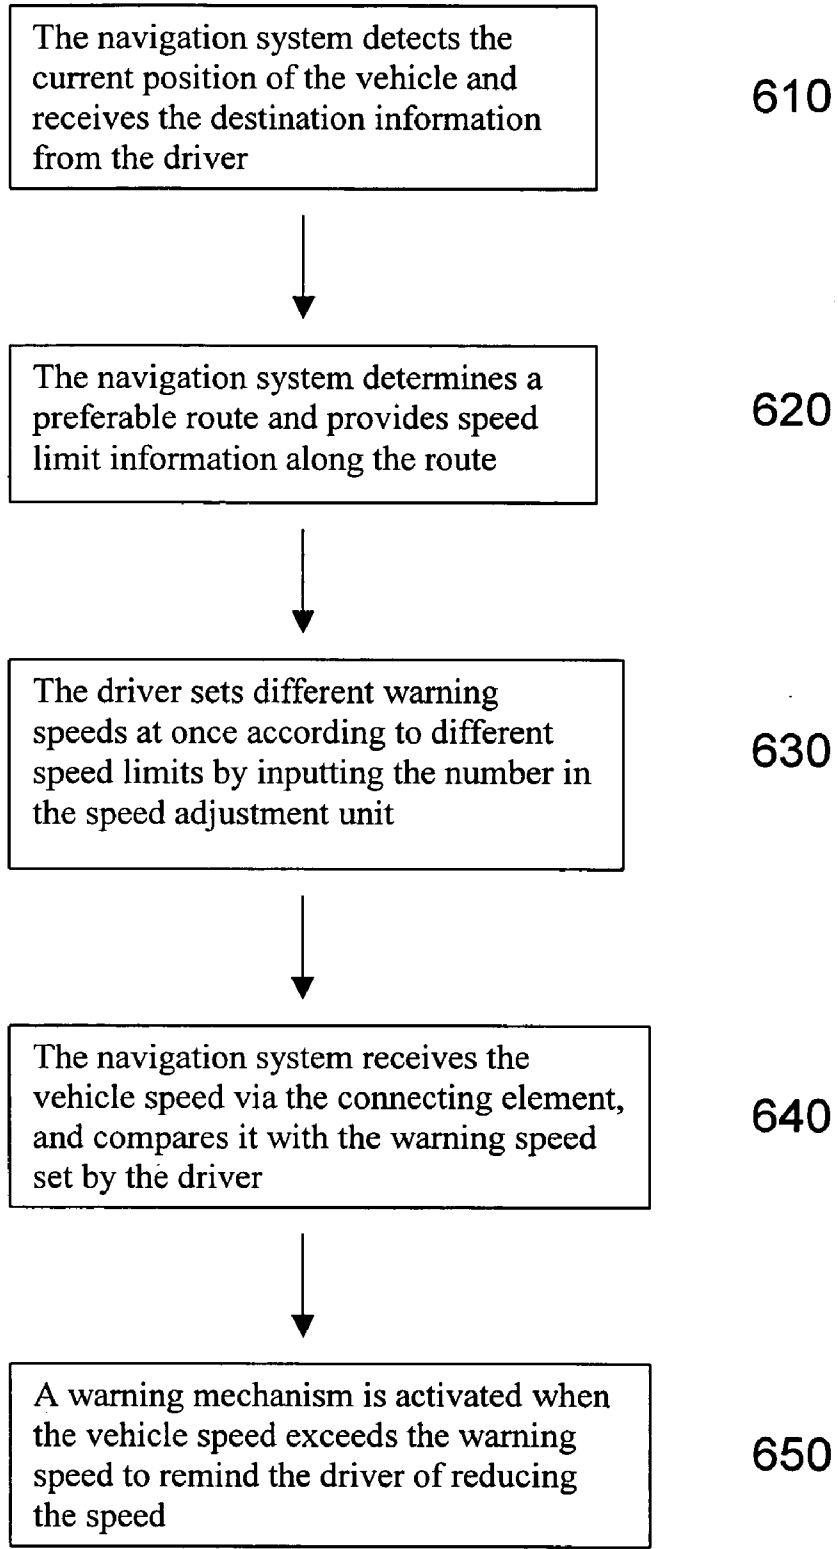 The navigation system detects the
current position of the vehicle and
receives the destination information
from the driver
610
The navigation system determines a
preferable route and provides speed
limit information along the route
620
The driver sets different warning
speeds at once according to different
speed limits by inputting the number in
the speed adjustment unit
630
The navigation system receives the
vehicle speed via the connecting element,
and compares it with the warning speed
set by the driver
640
A warning mechanism is activated when
the vehicle speed exceeds the warning
speed to remind the driver of reducing
the speed
650